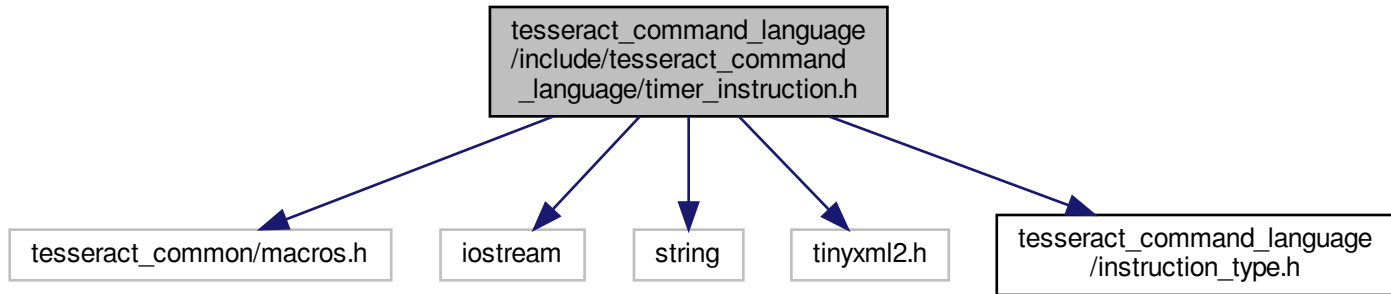 tesseract_command_language
/include/tesseract_command
_language/timer_instruction.h
tesseract_common/macros.h
iostream
string
tinyxml2.h
tesseract_command_language
/instruction_type.h